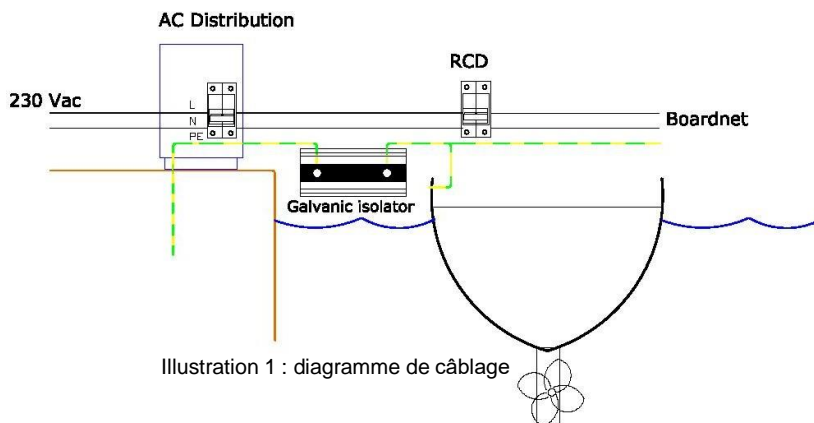 AC Distribution
RCD
230 Vac
L
N
PE
Boardnet
Galvanic isolator
Illustration 1 : diagramme de câblage